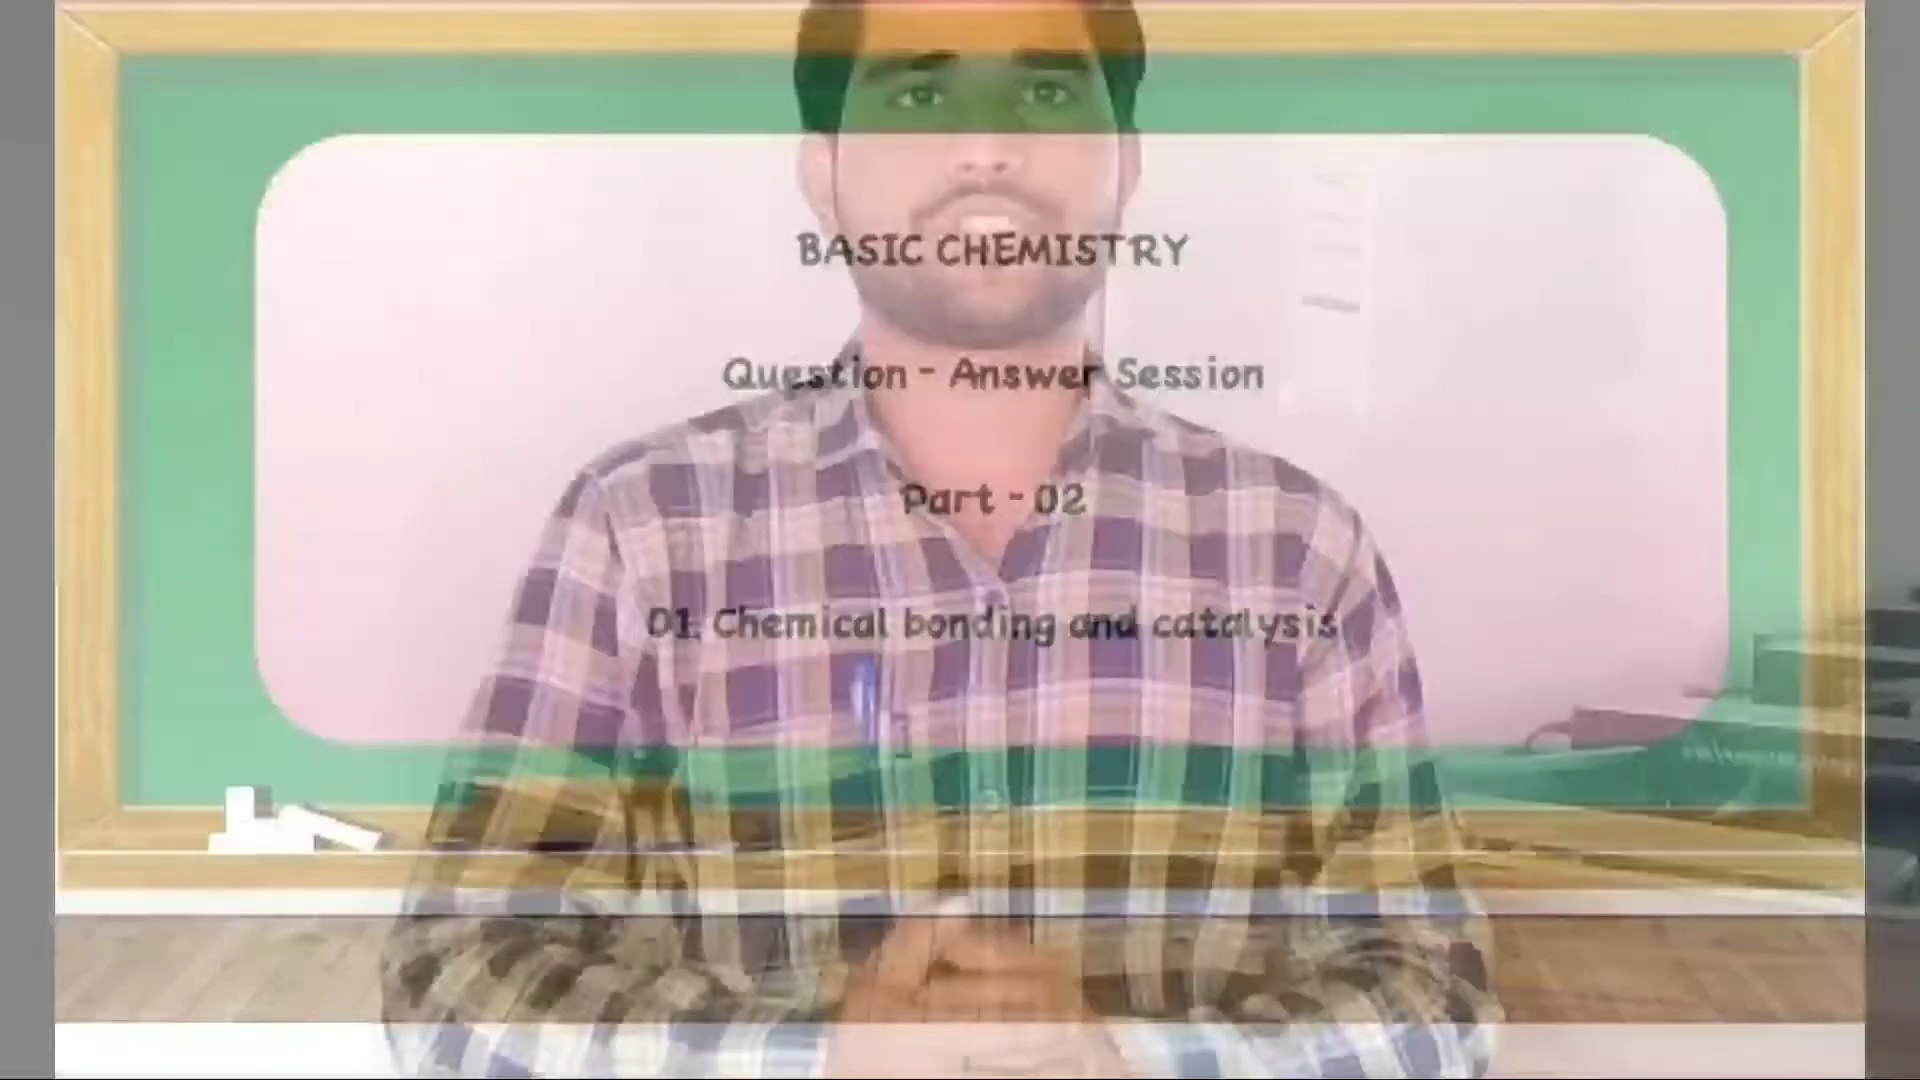 BASIC CHEMISTRY
Question - Answer Session
Part - 02
01. Chemical bonding and catalysis